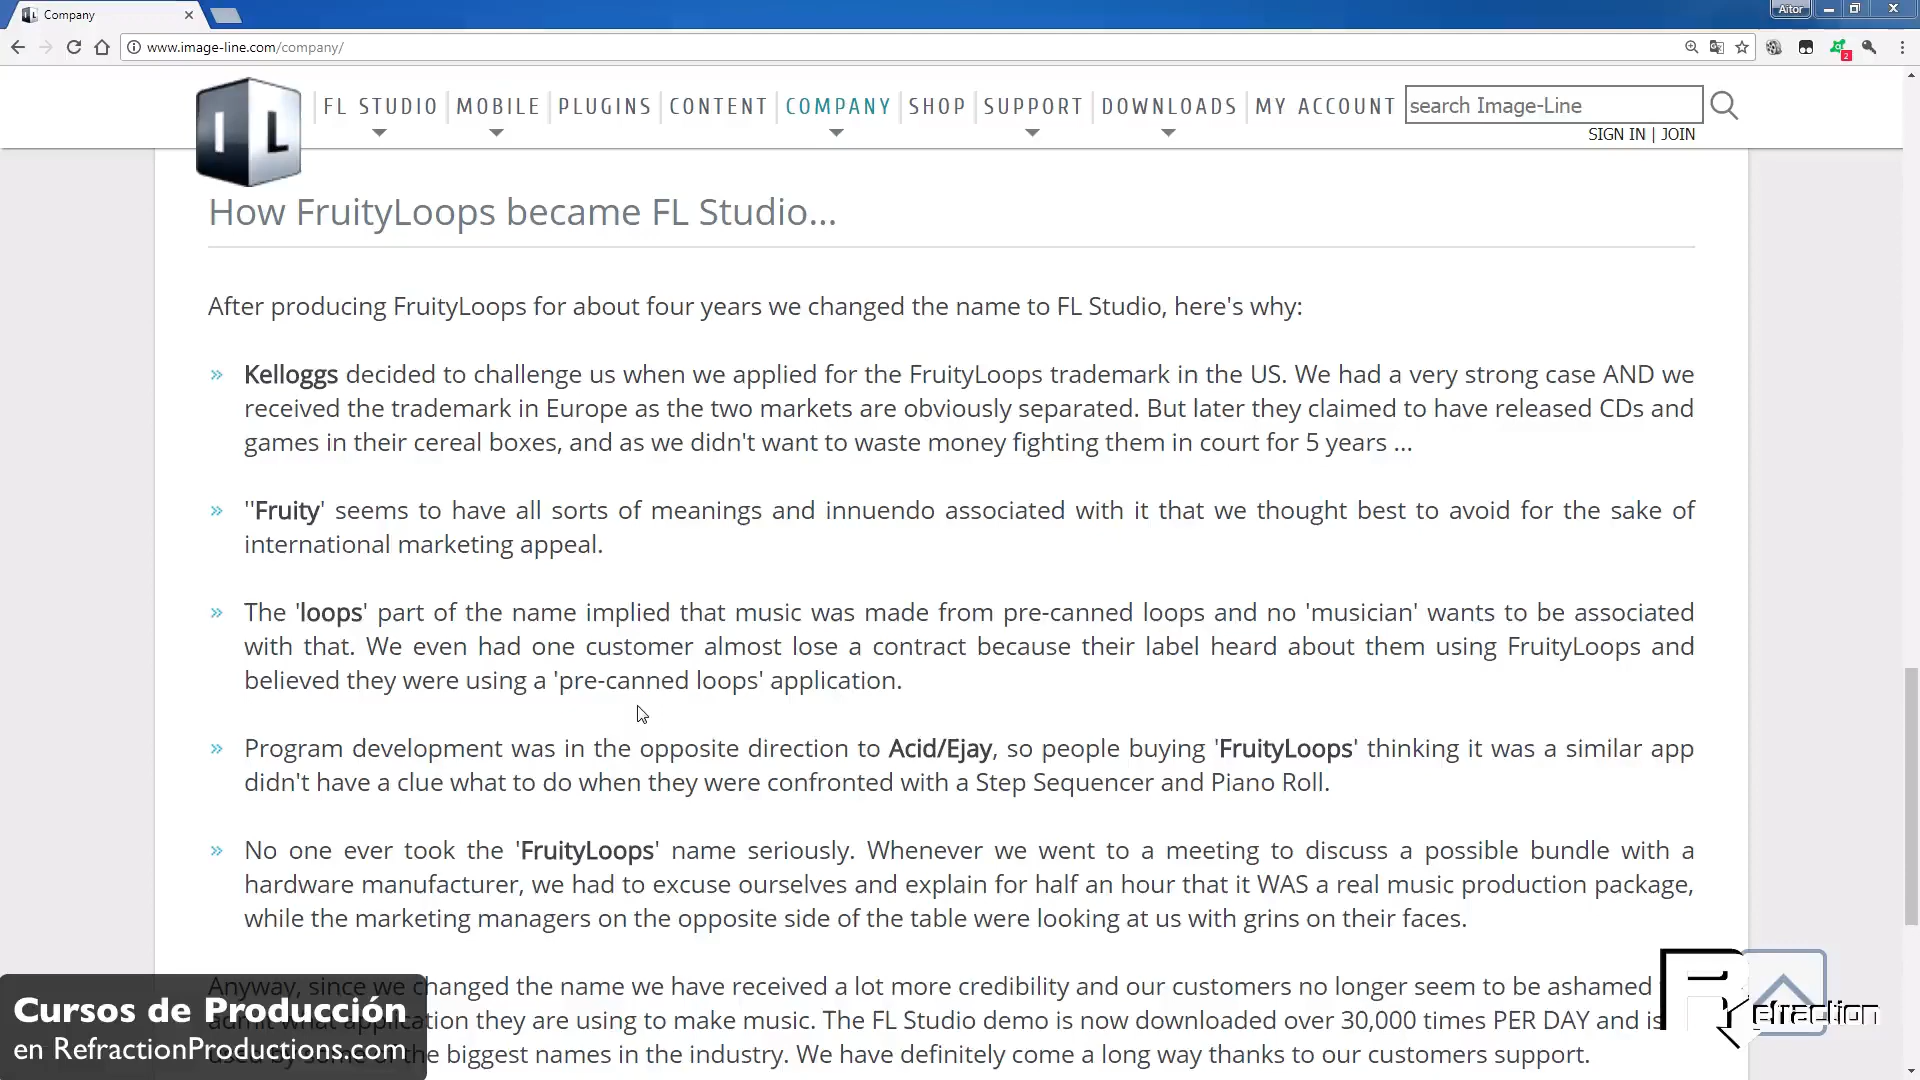 Company
Aitor
www.image-line.com/company/
2
I L
FL STUDIO MOBILE PLUGINS CONTENT COMPANY SHOP SUPPORT DOWNLOADS MY ACCOUNT search Image-Line
SIGN IN | JOIN
How FruityLoops became FL Studio...
After producing FruityLoops for about four years we changed the name to FL Studio, here's why:
» Kelloggs decided to challenge us when we applied for the FruityLoops trademark in the US. We had a very strong case AND we
received the trademark in Europe as the two markets are obviously separated. But later they claimed to have released CDs and
games in their cereal boxes, and as we didn't want to waste money fighting them in court for 5 years ...
» ''Fruity' seems to have all sorts of meanings and innuendo associated with it that we thought best to avoid for the sake of
international marketing appeal.
» The 'loops' part of the name implied that music was made from pre-canned loops and no 'musician' wants to be associated
with that. We even had one customer almost lose a contract because their label heard about them using FruityLoops and
believed they were using a 'pre-canned loops' application.
» Program development was in the opposite direction to Acid/Ejay, so people buying 'FruityLoops' thinking it was a similar app
didn't have a clue what to do when they were confronted with a Step Sequencer and Piano Roll.
» No one ever took the 'FruityLoops' name seriously. Whenever we went to a meeting to discuss a possible bundle with a
hardware manufacturer, we had to excuse ourselves and explain for half an hour that it WAS a real music production package,
while the marketing managers on the opposite side of the table were looking at us with grins on their faces.
Anyway, since we changed the name we have received a lot more credibility and our customers no longer seem to be ashamed
admit what application they are using to make music. The FL Studio demo is now downloaded over 30,000 times PER DAY and is
used by some of the biggest names in the industry. We have definitely come a long way thanks to our customers support.
Cursos de Producción
en RefractionProductions.com
Refraction